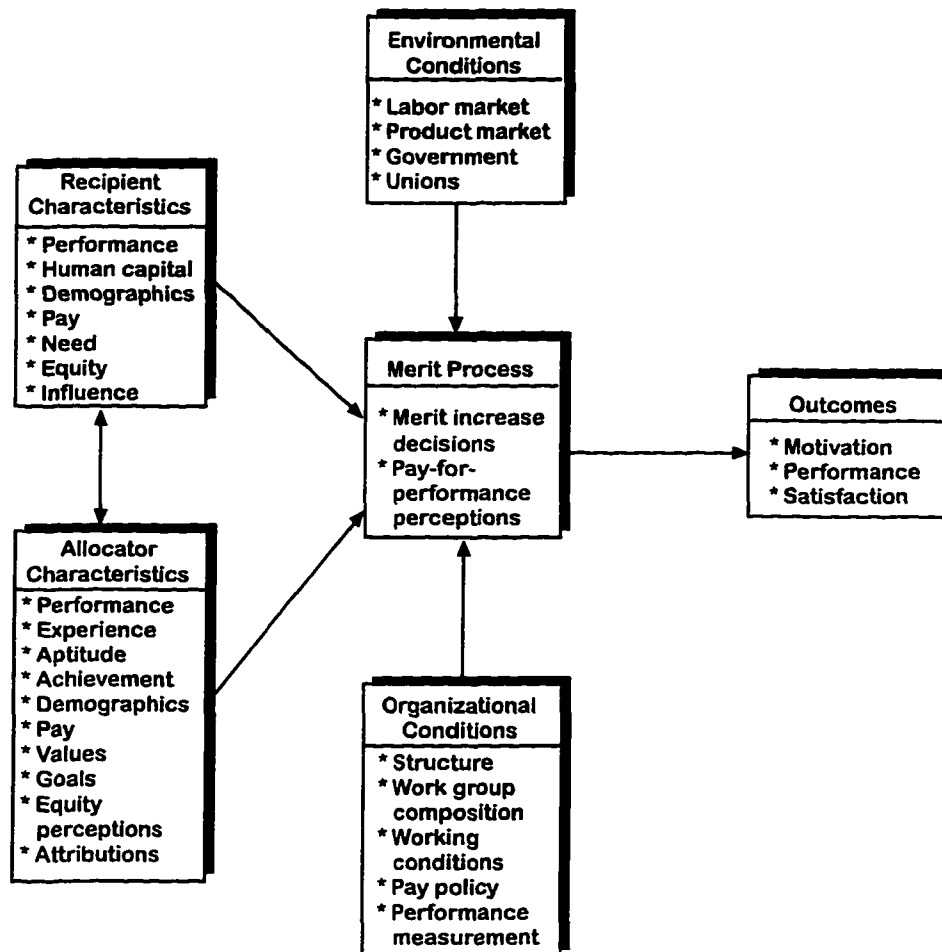 Environmental
Conditions
* Labor market
* Product market
* Government
* Unions
Recipient
Characteristics
* Performance
* Human capital
* Demographics
* Pay
* Need
* Equity
* Influence
Merit Process
* Merit increase
decisions
* Pay-for-
performance
perceptions
Outcomes
* Motivation
* Performance
* Satisfaction
Allocator
Characteristics
* Performance
* Experience
* Aptitude
* Achievement
* Demographics
* Pay
* Values
* Goals
* Equity
perceptions
* Attributions
Organizational
Conditions
* Structure
* Work group
composition
* Working
conditions
* Pay policy
* Performance
measurement